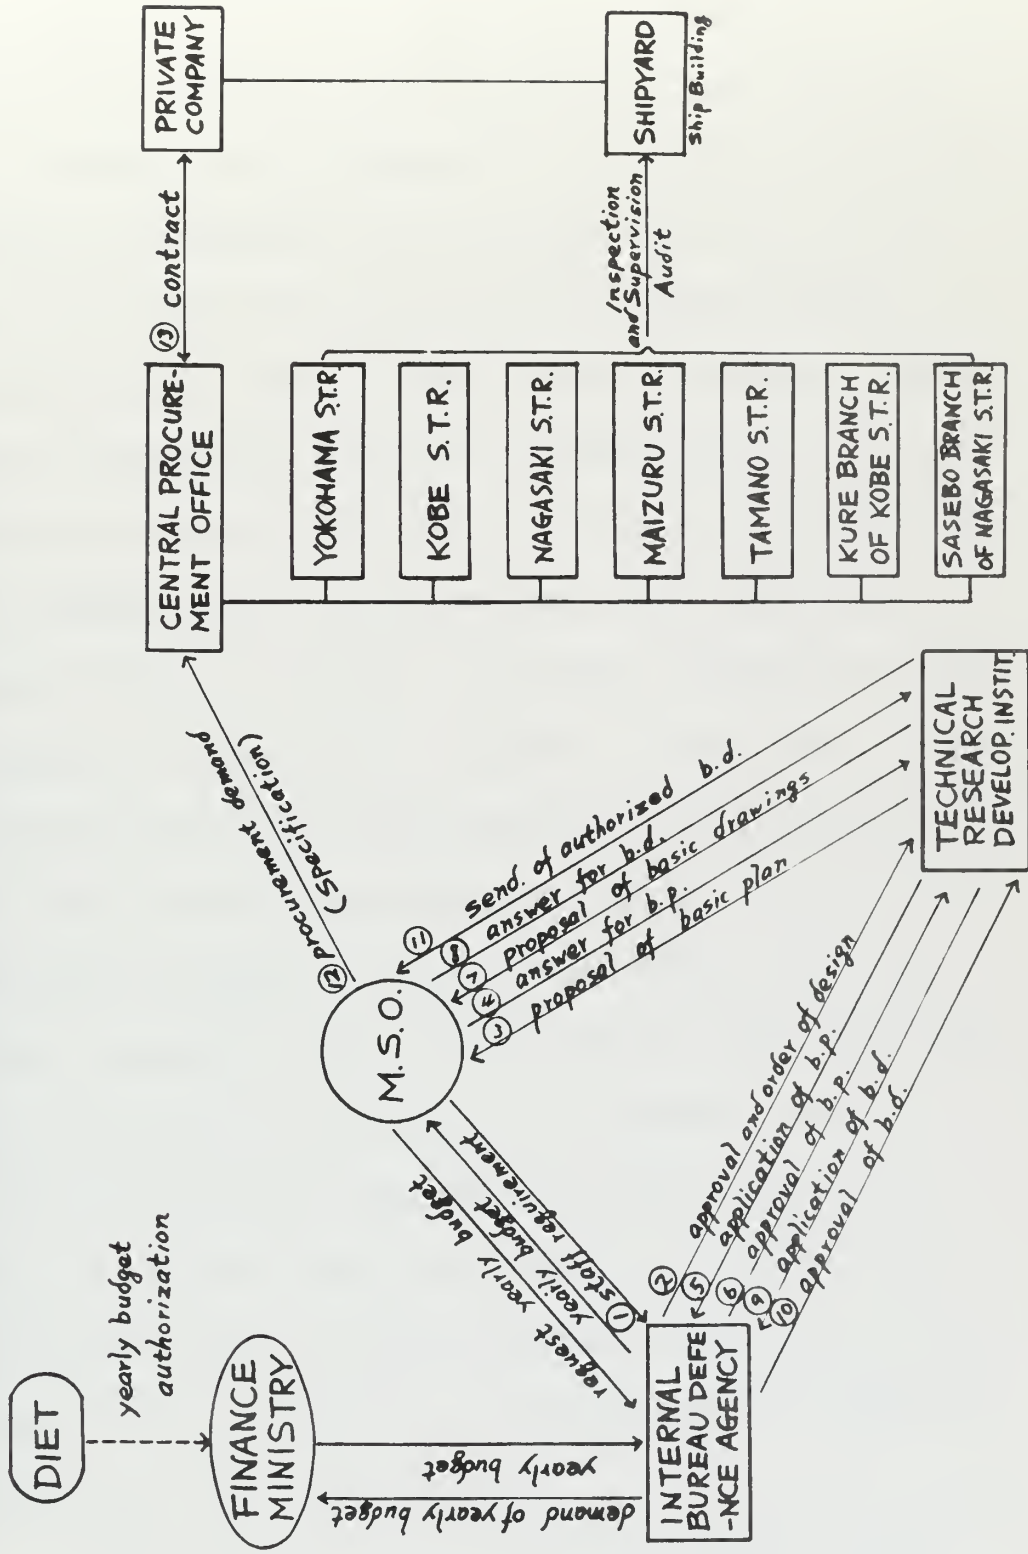 DIET
yearly budget
authorization
FINANCE
MINISTRY
demand of yearly budget
yearly budget
INTERNAL
BUREAU DEFE
-NCE AGENCY
request yearly budget
yearly budget
① staff requirement
M.S.O.
⑫ procurement demand
(Specification)
⑪ send. of authorized b.d.
⑧ answer for b.d.
⑦ proposal of basic drawings
④ answer for b.p.
③ proposal of basic plan
② approval and order of design
⑤ application of b.p.
⑥ approval of b.p.
⑨ application of b.d.
⑩ approval of b.d.
TECHNICAL
RESEARCH
DEVELOP. INSTIT.
CENTRAL PROCURE-
MENT OFFICE
⑬ contract
PRIVATE
COMPANY
YOKOHAMA S.T.R.
KOBE S.T.R.
NAGASAKI S.T.R.
MAIZURU S.T.R.
TAMANO S.T.R.
KURE BRANCH
OF KOBE S.T.R.
SASEBO BRANCH
OF NAGASAKI S.T.R.
Inspection
and Supervision
Audit
SHIPYARD
Ship Building